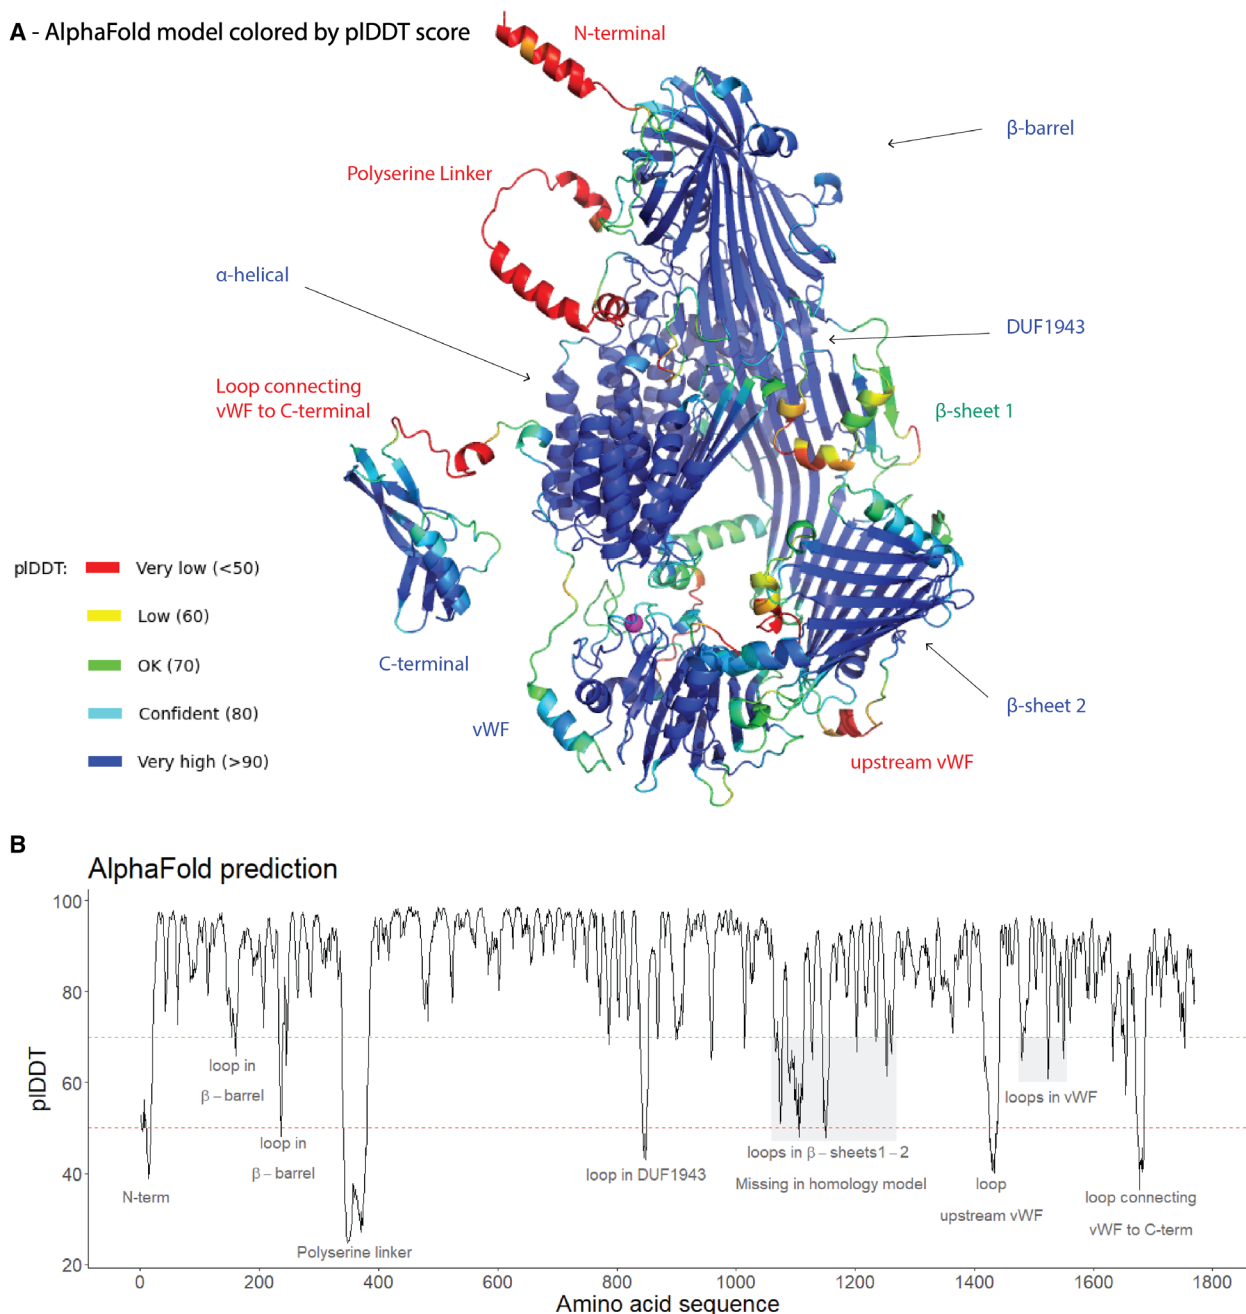 A - AlphaFold model colored by plDDT score
N-terminal
β-barrel
Polyserine Linker
α-helical
DUF1943
Loop connecting
vWF to C-terminal
β-sheet 1
plDDT:
Very low (<50)
Low (60)
OK (70)
Confident (80)
Very high (>90)
C-terminal
vWF
β-sheet 2
upstream vWF
B
AlphaFold prediction
plDDT
100
80
60
40
20
loop in
β – barrel
loop in
β – barrel
N-term
Polyserine linker
loop in DUF1943
loops in β – sheets1 – 2
Missing in homology model
loops in vWF
loop
upstream vWF
loop connecting
vWF to C-term
0 200 400 600 800 1000 1200 1400 1600 1800
Amino acid sequence